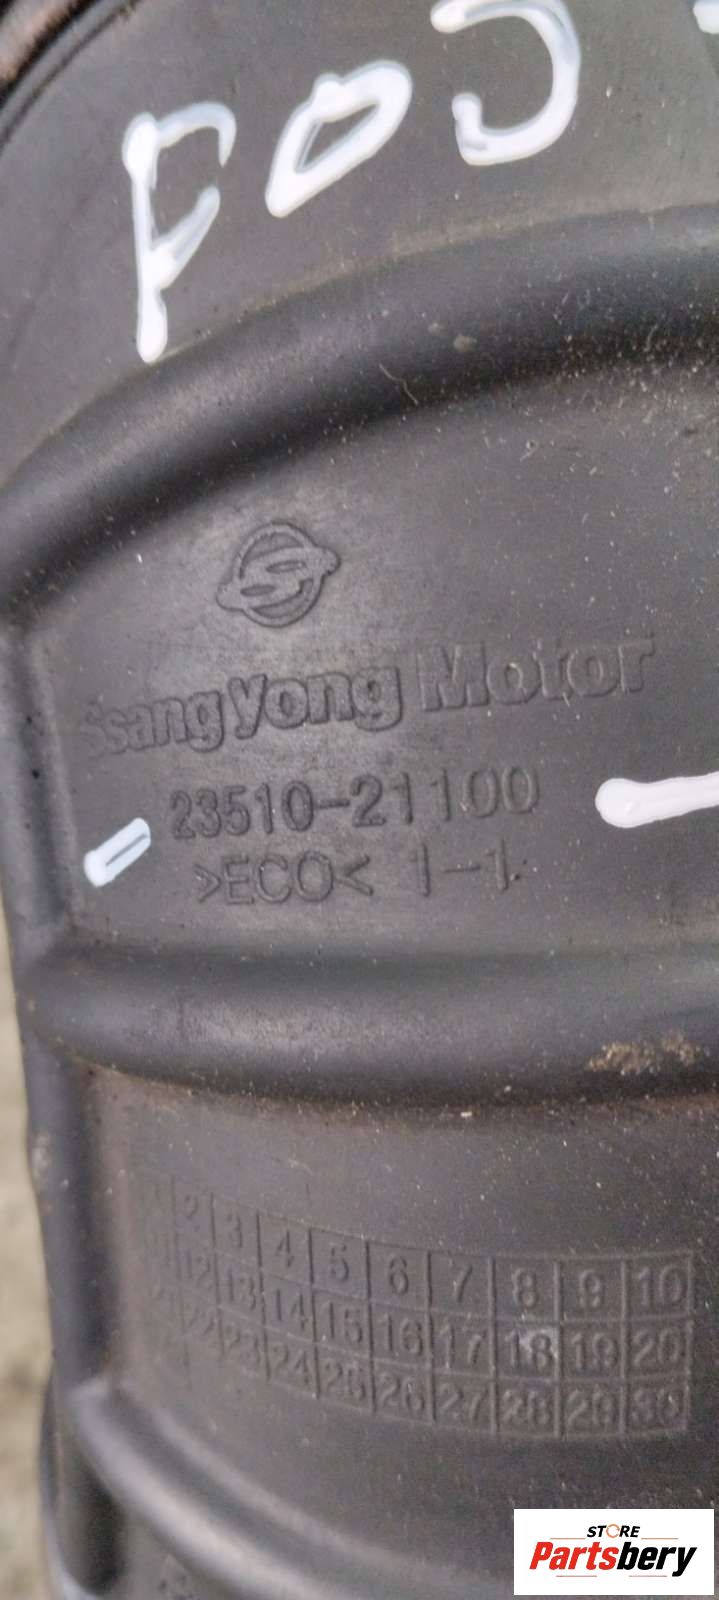 SsangYong Motor
23510-21100
>ECO< 1-1
2 3 4 5 6 7 8 9 10
12 13 14 15 16 17 18 19 20
22 23 24 25 26 27 28 29 30
STORE
Partsbery